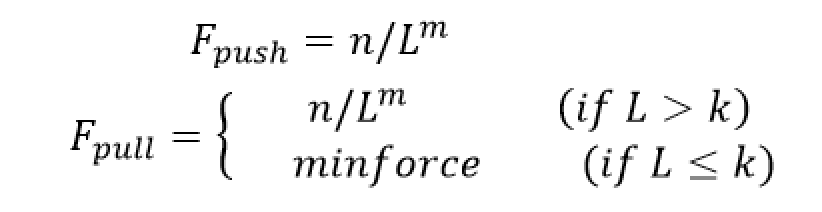 F_push = n/L^m
F_pull = { n/L^m (if L > k)
minforce (if L ≤ k)